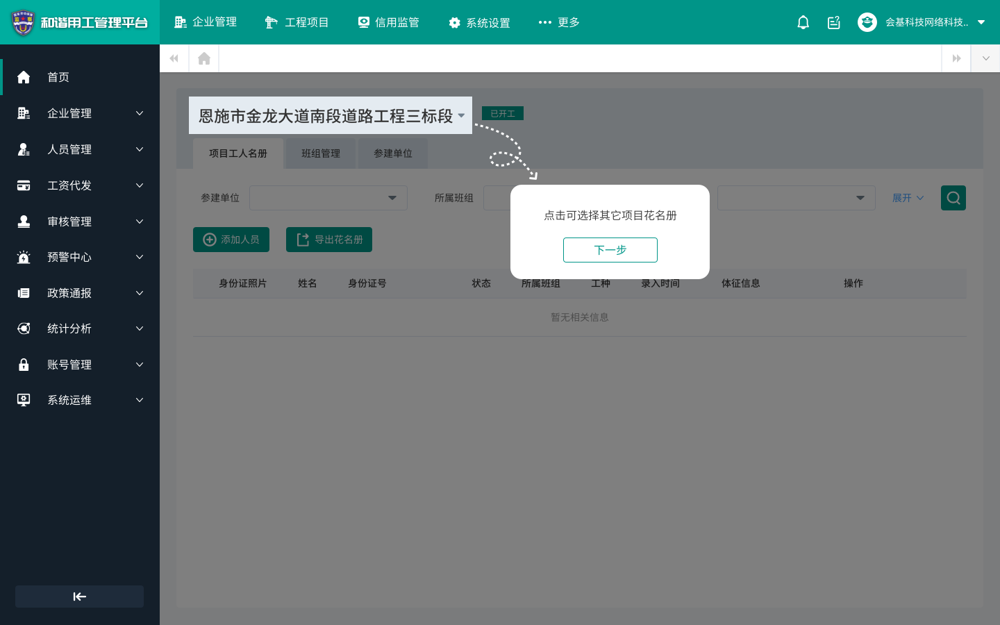 和谐用工管理平台
企业管理
工程项目
信用监管
系统设置
更多
会基科技网络科技..
首页
企业管理
人员管理
工资代发
审核管理
预警中心
政策通报
统计分析
账号管理
系统运维
恩施市金龙大道南段道路工程三标段
已开工
项目工人名册
班组管理
参建单位
参建单位
所属班组
展开
点击可选择其它项目花名册
下一步
添加人员
导出花名册
身份证照片
姓名
身份证号
状态
所属班组
工种
录入时间
体征信息
操作
暂无相关信息